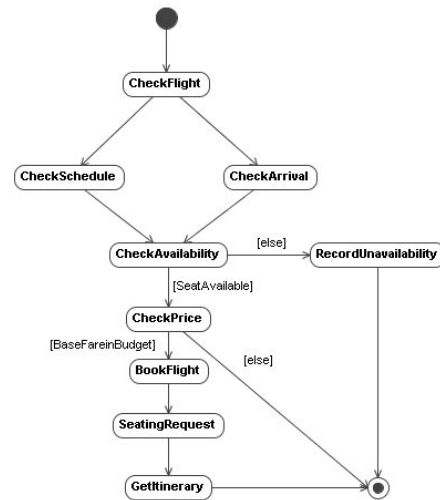 CheckFlight
CheckSchedule
CheckArrival
[else]
CheckAvailability
RecordUnavailability
[SeatAvailable]
CheckPrice
[BaseFareinBudget]
[else]
BookFlight
SeatingRequest
GetItinerary